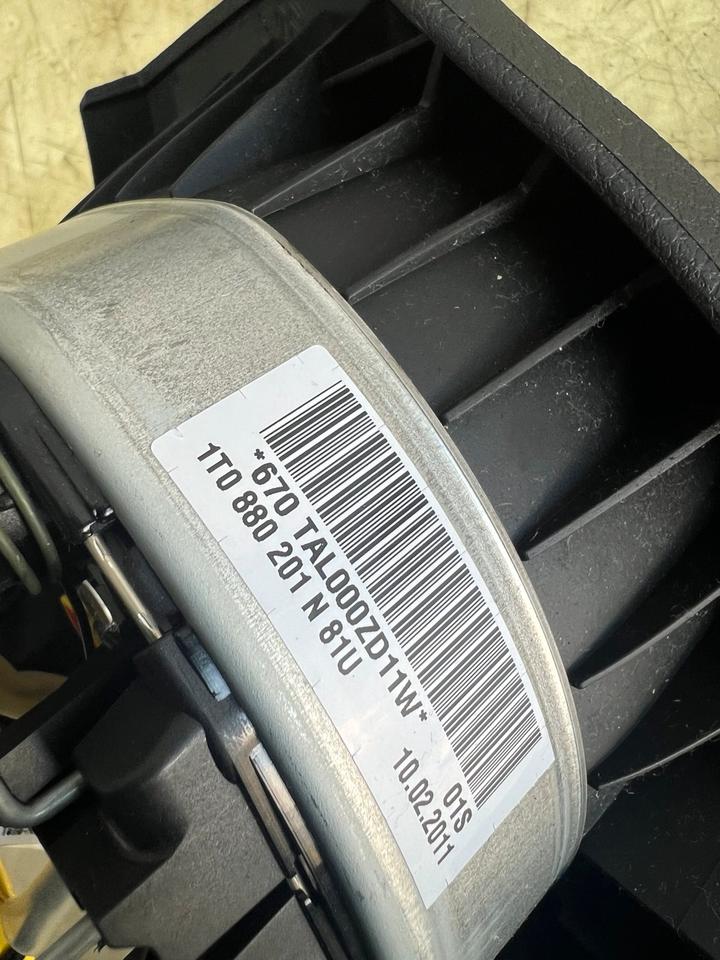 *670 TAL000ZD11W*
1T0 880 201 N 81U
01S
10.02.2011